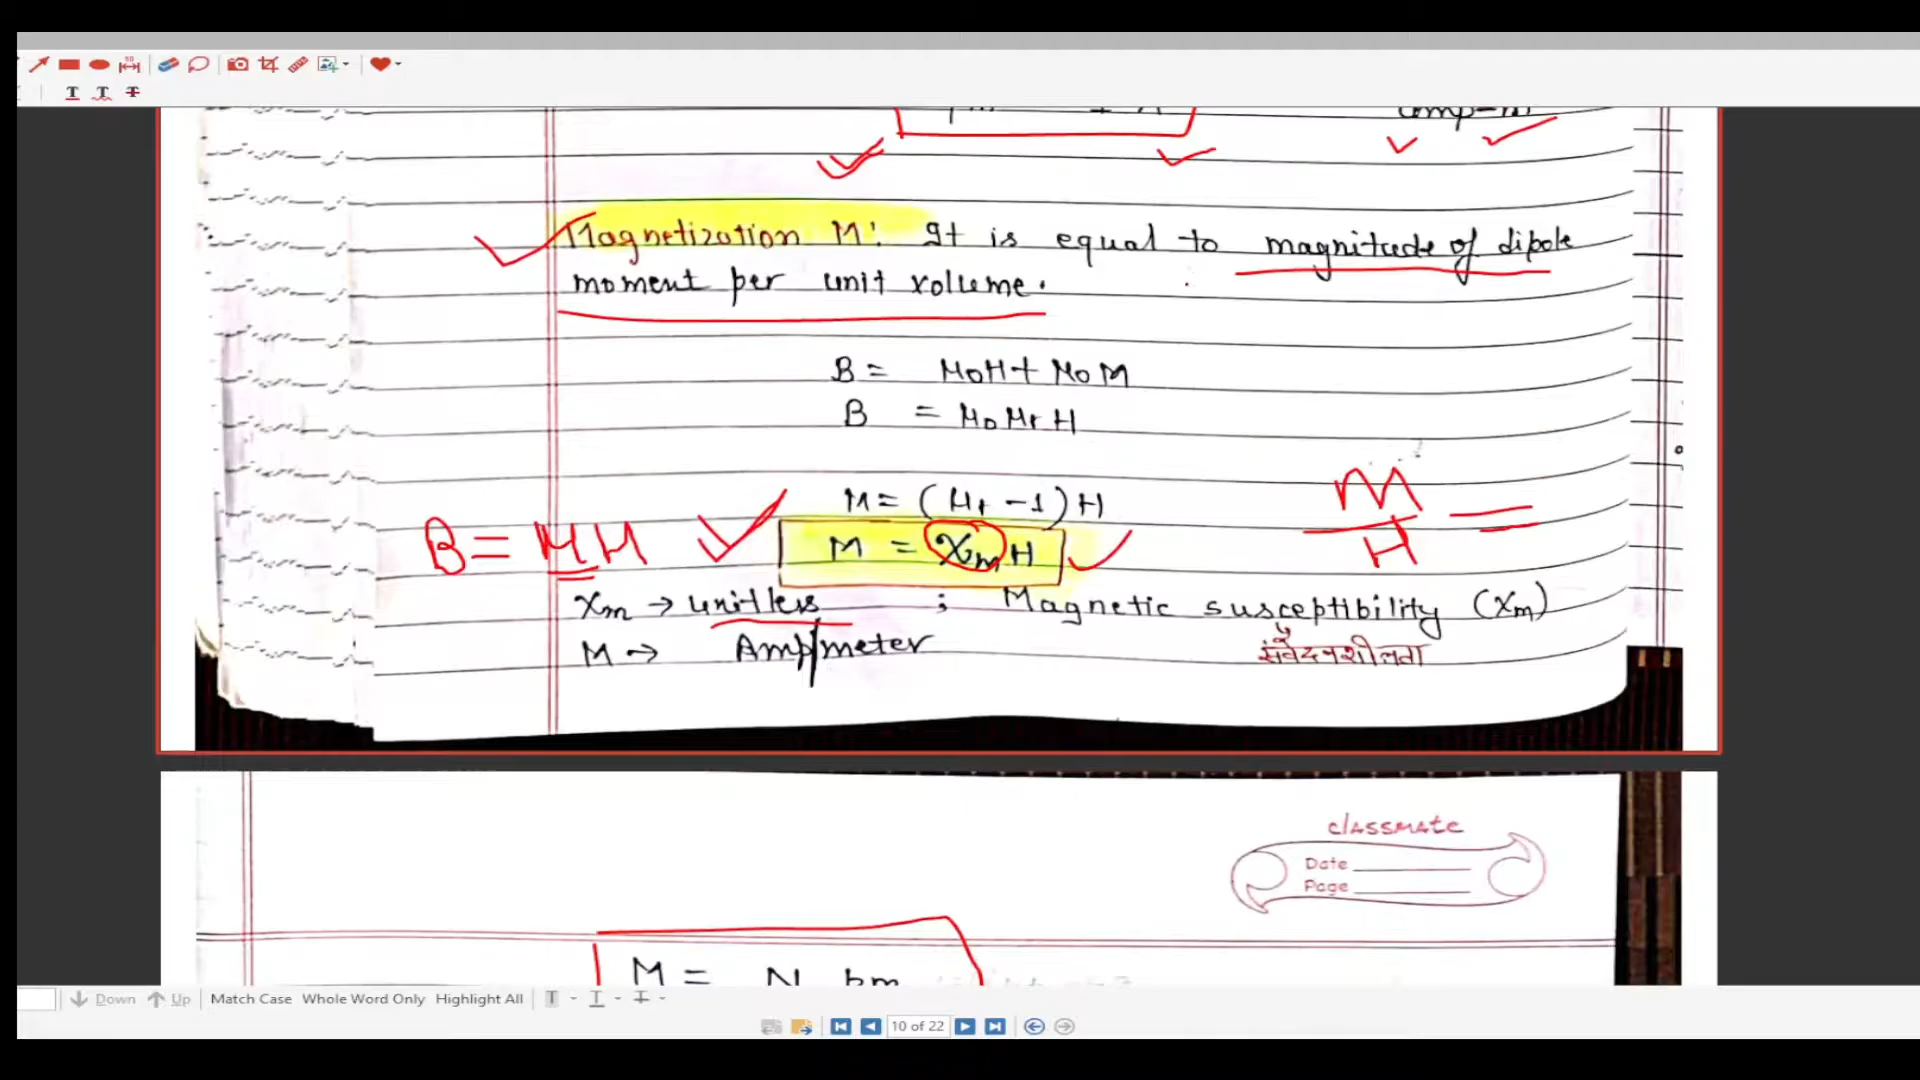 Magnetization M: It is equal to magnitude of dipole
moment per unit volume.
B = μ0H + μ0M
B = μ0μrH
M = (μr - 1) H
M
H
=
B = μH
M = χm H
χm → unitless ; Magnetic susceptibility (χm)
संवेदनशीलता
M → Amp/meter
classmate
Date
Page
M = N pm
Down Up Match Case Whole Word Only Highlight All
10 of 22